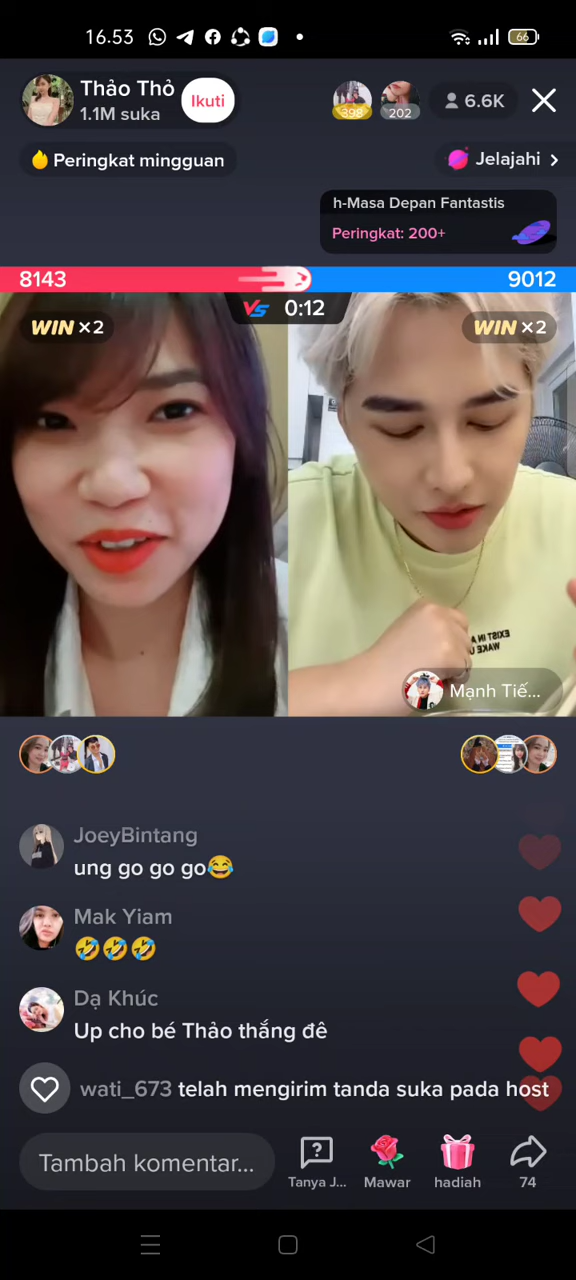 16.53
66
Thảo Thỏ
1.1M suka
Ikuti
398
202
6.6K
Peringkat mingguan
Jelajahi
h-Masa Depan Fantastis
Peringkat: 200+
8143
9012
VS 0:12
WIN ×2
WIN ×2
EXIST IN A
WAKE U
Mạnh Tiế...
JoeyBintang
ung go go go😂
Mak Yiam
🤣🤣🤣
Dạ Khúc
Up cho bé Thảo thắng đê
wati_673 telah mengirim tanda suka pada host
Tambah komentar...
Tanya J...
Mawar
hadiah
74